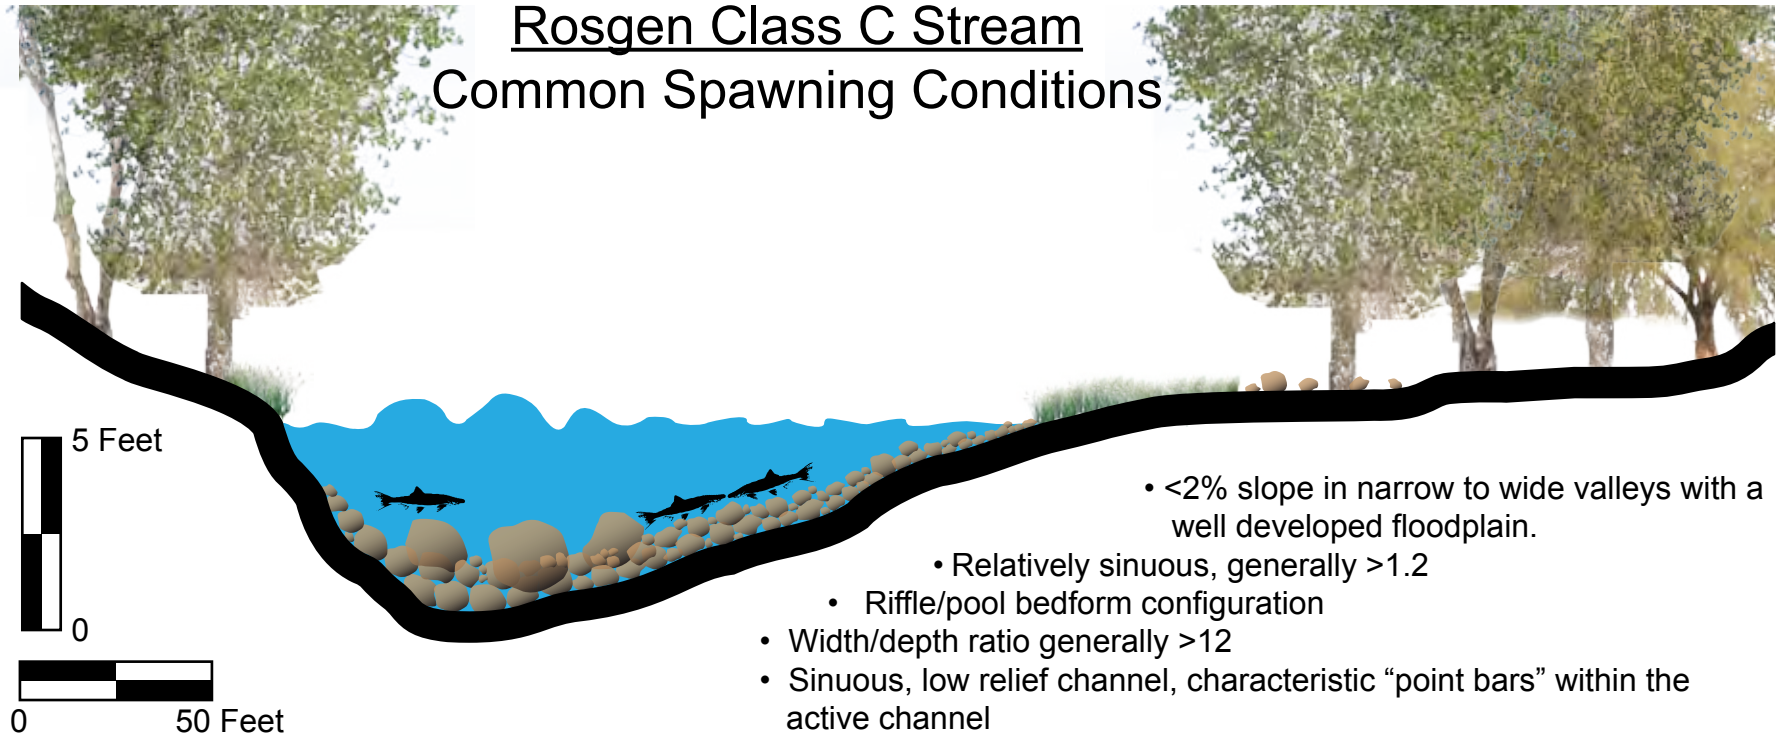 Rosgen Class C Stream
Common Spawning Conditions
5 Feet
0
0
50 Feet
• <2% slope in narrow to wide valleys with a
well developed floodplain.
• Relatively sinuous, generally >1.2
• Riffle/pool bedform configuration
• Width/depth ratio generally >12
• Sinuous, low relief channel, characteristic “point bars” within the
active channel